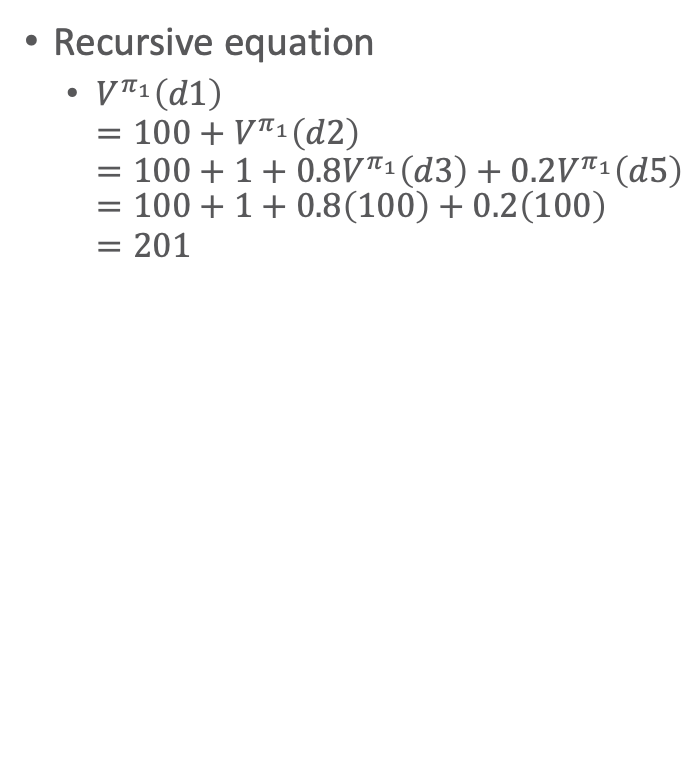 • Recursive equation
• V^π₁(d1)
= 100 + V^π₁(d2)
= 100 + 1 + 0.8V^π₁(d3) + 0.2V^π₁(d5)
= 100 + 1 + 0.8(100) + 0.2(100)
= 201